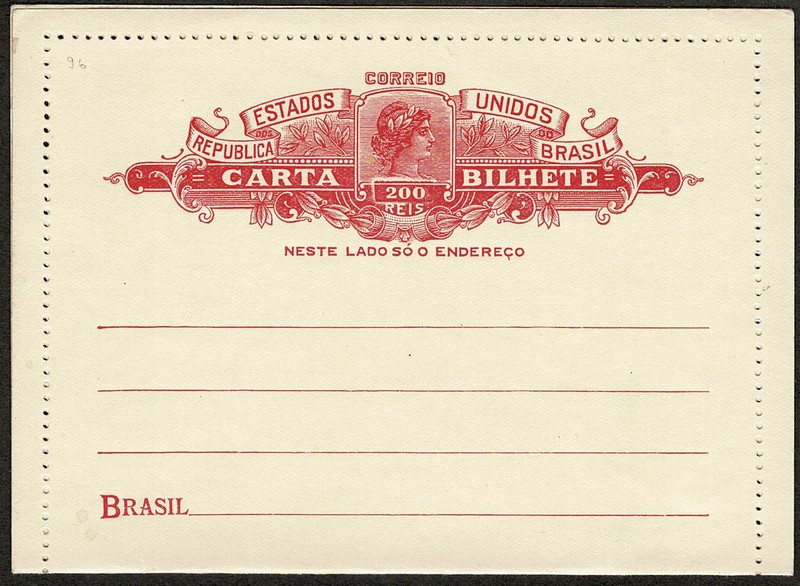 96
CORREIO
ESTADOS UNIDOS
REPUBLICA DOS DO BRASIL
CARTA BILHETE
200
REIS
NESTE LADO SÓ O ENDEREÇO
BRASIL